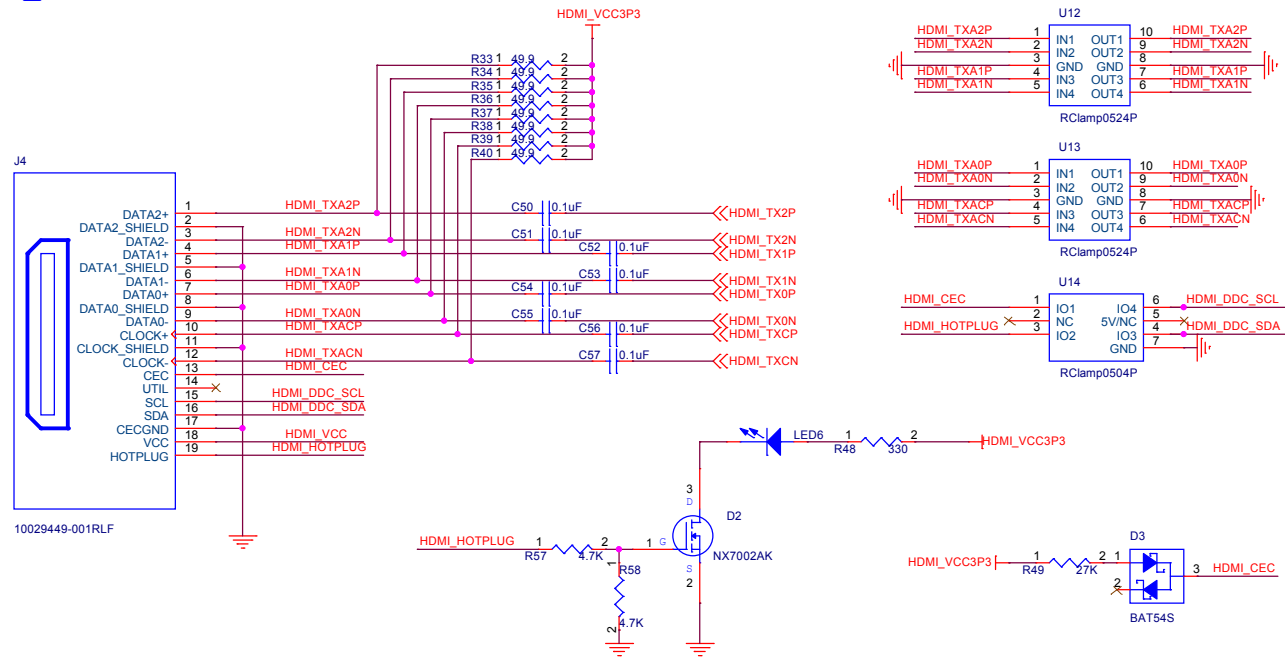 HDMI_VCC3P3
R33 1 49.9 2
R34 1 49.9 2
R35 1 49.9 2
R36 1 49.9 2
R37 1 49.9 2
R38 1 49.9 2
R39 1 49.9 2
R40 1 49.9 2
U12
HDMI_TXA2P 1 IN1 OUT1 10 HDMI_TXA2P
HDMI_TXA2N 2 IN2 OUT2 9 HDMI_TXA2N
3 GND GND 8
HDMI_TXA1P 4 IN3 OUT3 7 HDMI_TXA1P
HDMI_TXA1N 5 IN4 OUT4 6 HDMI_TXA1N
RClamp0524P
U13
HDMI_TXA0P 1 IN1 OUT1 10 HDMI_TXA0P
HDMI_TXA0N 2 IN2 OUT2 9 HDMI_TXA0N
3 GND GND 8
HDMI_TXACP 4 IN3 OUT3 7 HDMI_TXACP
HDMI_TXACN 5 IN4 OUT4 6 HDMI_TXACN
RClamp0524P
U14
HDMI_CEC 1 IO1 IO4 6 HDMI_DDC_SCL
2 NC 5V/NC 5
HDMI_HOTPLUG 3 IO2 IO3 4 HDMI_DDC_SDA
GND 7
RClamp0504P
J4
DATA2+ 1 HDMI_TXA2P C50 0.1uF HDMI_TX2P
DATA2_SHIELD 2
DATA2- 3 HDMI_TXA2N C51 0.1uF HDMI_TX2N
DATA1+ 4 HDMI_TXA1P C52 0.1uF HDMI_TX1P
DATA1_SHIELD 5
DATA1- 6 HDMI_TXA1N C53 0.1uF HDMI_TX1N
DATA0+ 7 HDMI_TXA0P C54 0.1uF HDMI_TX0P
DATA0_SHIELD 8
DATA0- 9 HDMI_TXA0N C55 0.1uF HDMI_TX0N
CLOCK+ 10 HDMI_TXACP C56 0.1uF HDMI_TXCP
CLOCK_SHIELD 11
CLOCK- 12 HDMI_TXACN C57 0.1uF HDMI_TXCN
CEC 13 HDMI_CEC
UTIL 14
SCL 15 HDMI_DDC_SCL
SDA 16 HDMI_DDC_SDA
CECGND 17
VCC 18 HDMI_VCC
HOTPLUG 19 HDMI_HOTPLUG
10029449-001RLF
LED6 R48 1 330 2 HDMI_VCC3P3
3
D
D2
HDMI_HOTPLUG 1 R57 4.7K 2 1 G
NX7002AK
S
2
1 R58
4.7K
2
D3
HDMI_VCC3P3 1 R49 27K 2 1
2
3 HDMI_CEC
BAT54S